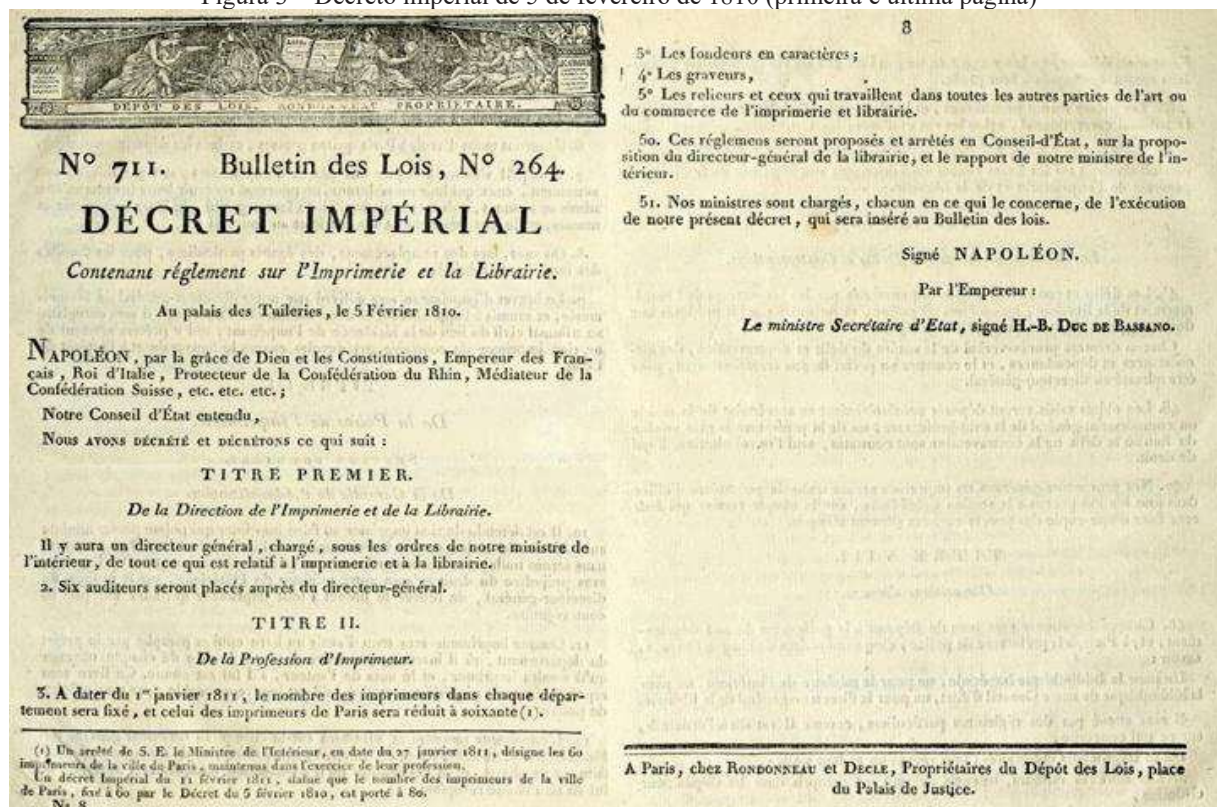 Figura 3 – Decreto imperial de 5 de fevereiro de 1810 (primeira e última página)
DÉPÔT DES LOIS. RONDONNEAU PROPRIETAIRE.
N° 711. Bulletin des Lois, N° 264.
DÉCRET IMPÉRIAL
Contenant réglement sur l'Imprimerie et la Librairie.
Au palais des Tuileries, le 5 Février 1810.
NAPOLÉON, par la grâce de Dieu et les Constitutions, Empereur des Fran-
çais, Roi d'Italie, Protecteur de la Confédération du Rhin, Médiateur de la
Confédération Suisse, etc. etc. etc.;
Notre Conseil d'État entendu,
Nous AVONS DÉCRÉTÉ et DÉCRÉTONS ce qui suit :
TITRE PREMIER.
De la Direction de l'Imprimerie et de la Librairie.
Il y aura un directeur général, chargé, sous les ordres de notre ministre de
l'intérieur, de tout ce qui est relatif à l'imprimerie et à la librairie.
2. Six auditeurs seront placés auprès du directeur-général.
TITRE II.
De la Profession d'Imprimeur.
3. A dater du 1er janvier 1811, le nombre des imprimeurs dans chaque dépar-
tement sera fixé, et celui des imprimeurs de Paris sera réduit à soixante (1).
(1) Un arrêté de S. E. le Ministre de l'Intérieur, en date du 27 janvier 1811, désigne les 60
imprimeurs de la ville de Paris, maintenus dans l'exercice de leur profession.
Un décret Impérial du 11 février 1811, statue que le nombre des imprimeurs de la ville
de Paris, fixé à 60 par le Décret du 5 février 1810, est porté à 80.
No. 8.
8
3° Les fondeurs en caractères;
4° Les graveurs,
5° Les relieurs et ceux qui travaillent dans toutes les autres parties de l'art ou
du commerce de l'imprimerie et librairie.
50. Ces réglemens seront proposés et arrêtés en Conseil-d'État, sur la propo-
sition du directeur-général de la librairie, et le rapport de notre ministre de l'in-
térieur.
51. Nos ministres sont chargés, chacun en ce qui le concerne, de l'exécution
de notre présent décret, qui sera inséré au Bulletin des lois.
Signé NAPOLÉON.
Par l'Empereur :
Le ministre Secrétaire d'Etat, signé H.-B. DUC DE BASSANO.
A Paris, chez RONDONNEAU et DECLE, Propriétaires du Dépôt des Lois, place
du Palais de Justice.